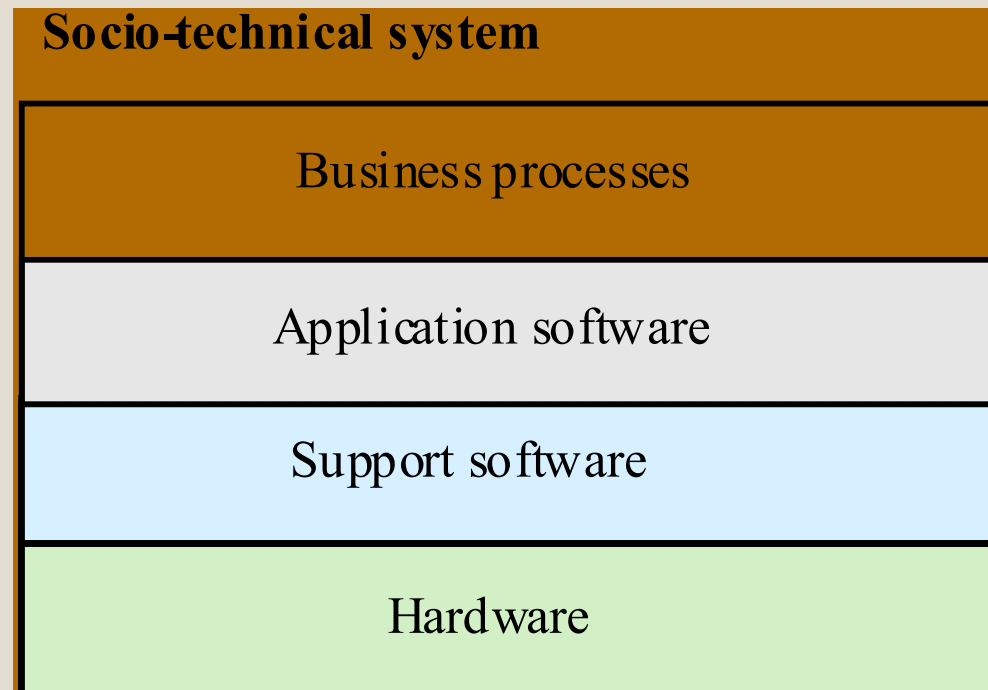 Socio-technical system
Business processes
Application software
Support software
Hardware